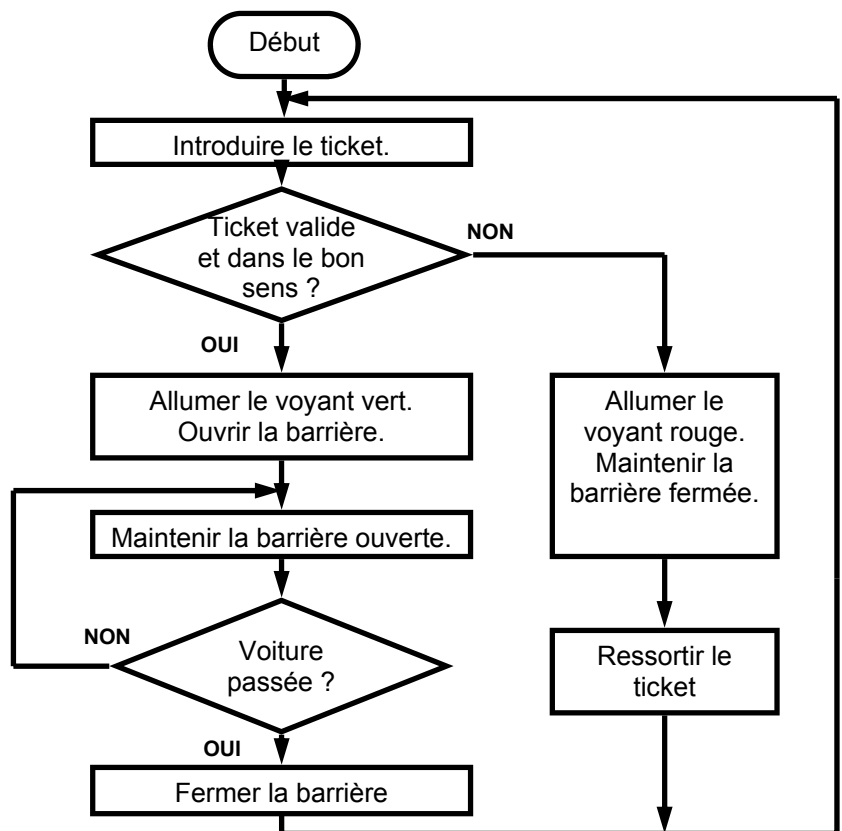 Début
Introduire le ticket.
Ticket valide
et dans le bon
sens ?
NON
OUI
Allumer le voyant vert.
Ouvrir la barrière.
Allumer le
voyant rouge.
Maintenir la
barrière fermée.
Maintenir la barrière ouverte.
NON
Voiture
passée ?
Ressortir le
ticket
OUI
Fermer la barrière